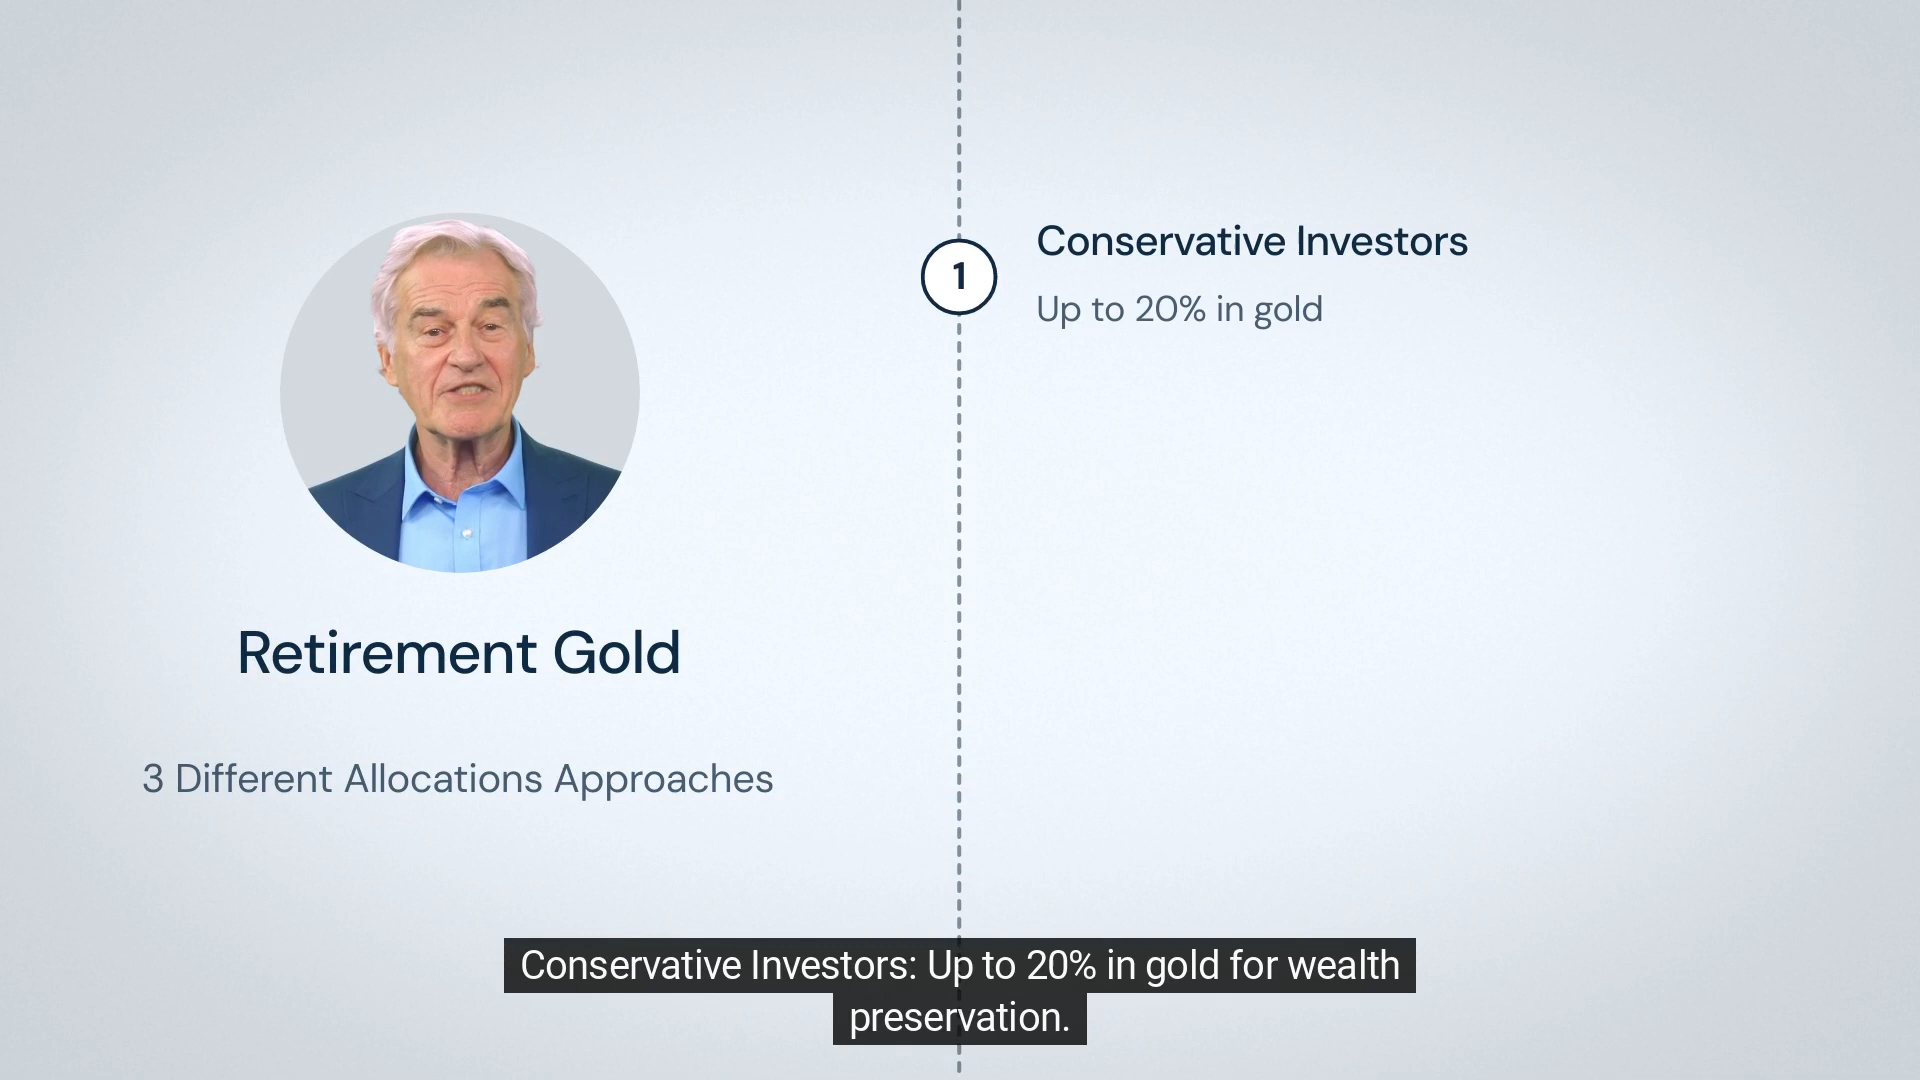 Retirement Gold
3 Different Allocations Approaches
1
Conservative Investors
Up to 20% in gold
Conservative Investors: Up to 20% in gold for wealth
preservation.